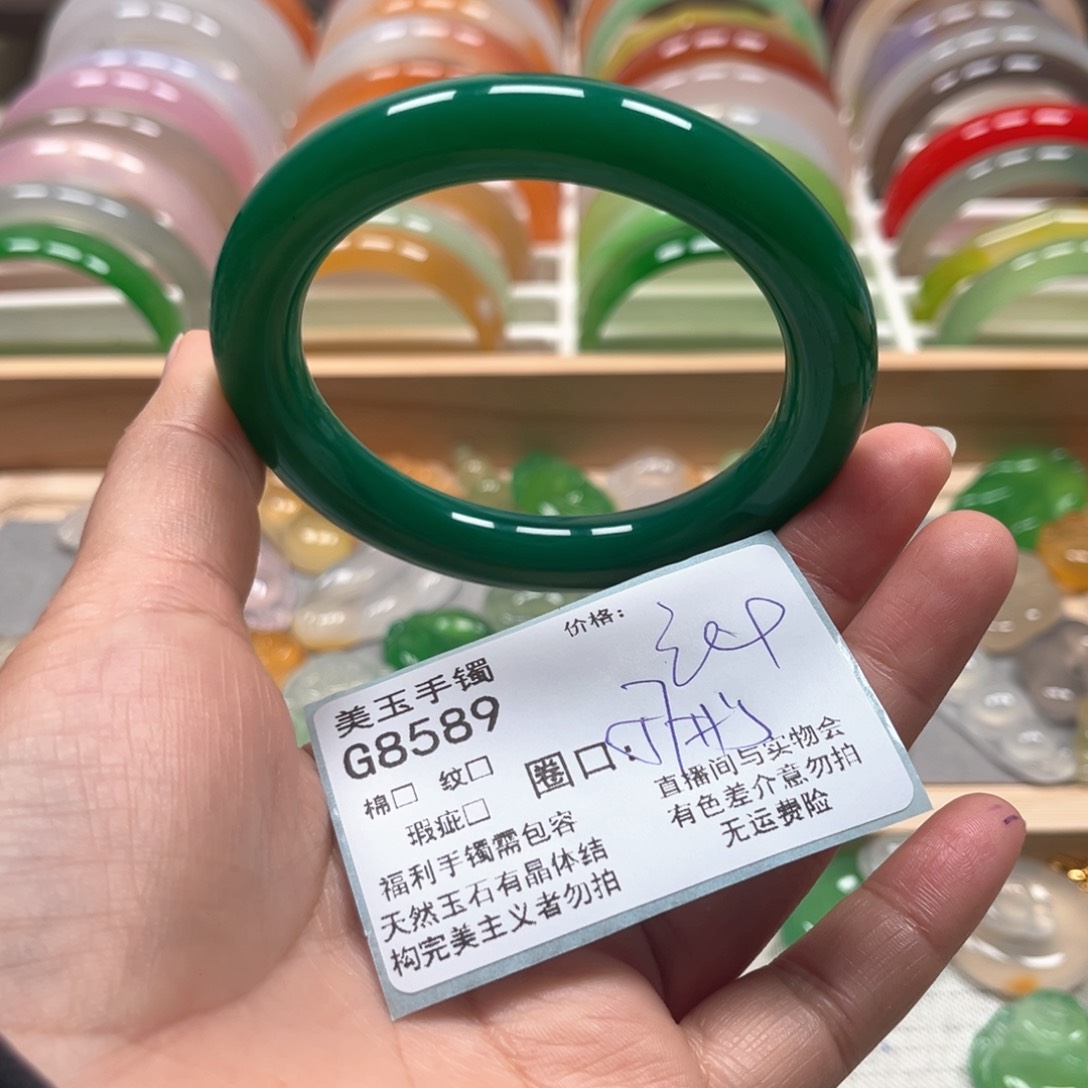 价格:
美玉手镯
G8589
棉□ 纹□
瑕疵□
圈口:
福利手镯需包容
天然玉石有晶体结
构完美主义者勿拍
直播间与实物会
有色差介意勿拍
无运费险